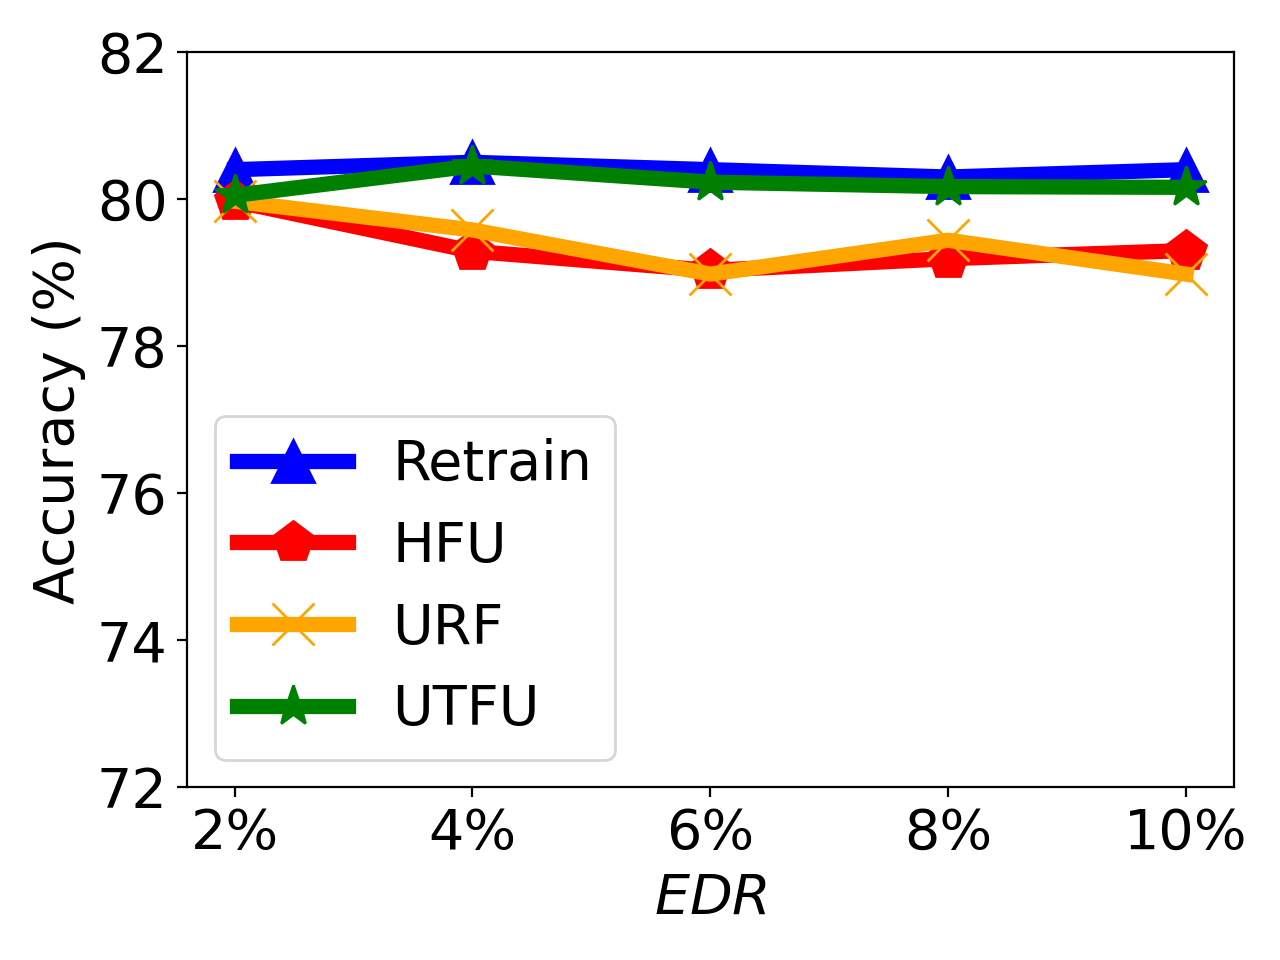 82
80
78
76
74
72
Accuracy (%)
Retrain
HFU
URF
UTFU
2% 4% 6% 8% 10%
EDR